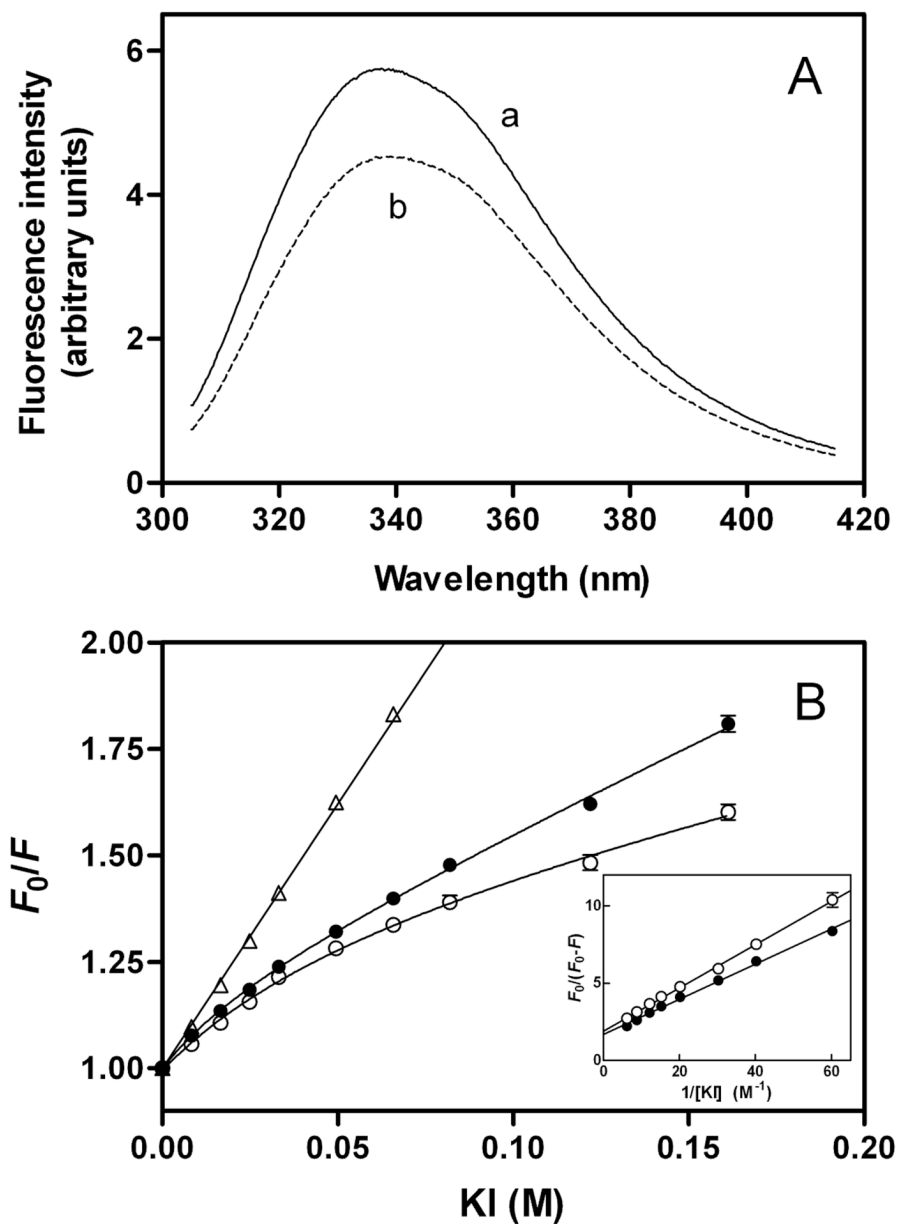 A
a
b
6
4
2
0
300 320 340 360 380 400 420
Fluorescence intensity
(arbitrary units)
Wavelength (nm)
B
2.00
1.75
1.50
1.25
1.00
0.00 0.05 0.10 0.15 0.20
F₀/F
KI (M)
10
5
0
0 20 40 60
F₀/(F₀-F)
1/[KI] (M⁻¹)